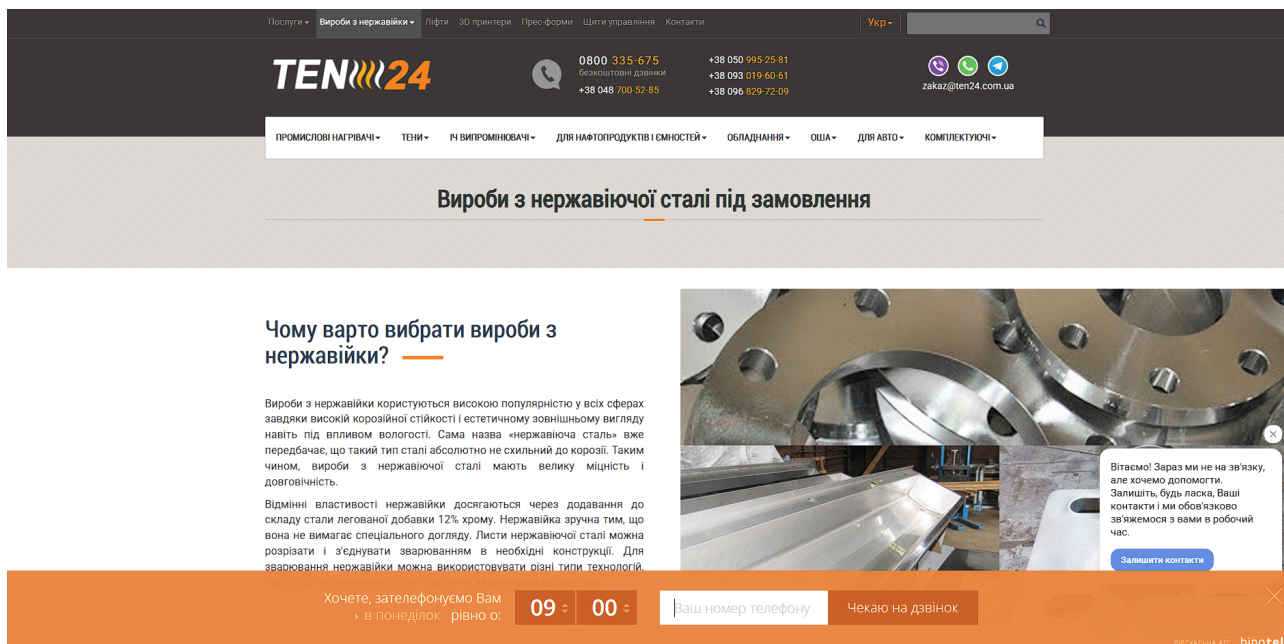 Послуги Вироби з нержавійки Ліфти 3D принтери Прес-форми Щити управління Контакти Укр
TEN24
0800 335-675
безкоштовні дзвінки
+38 048 700-52-85
+38 050 995-25-81
+38 093 019-60-61
+38 096 829-72-09
zakaz@ten24.com.ua
ПРОМИСЛОВІ НАГРІВАЧІ ТЕНИ ІЧ ВИПРОМІНЮВАЧІ ДЛЯ НАФТОПРОДУКТІВ І ЄМНОСТЕЙ ОБЛАДНАННЯ ОША ДЛЯ АВТО КОМПЛЕКТУЮЧІ
Вироби з нержавіючої сталі під замовлення
Чому варто вибрати вироби з
нержавійки?
Вироби з нержавійки користуються високою популярністю у всіх сферах
завдяки високій корозійної стійкості і естетичному зовнішньому вигляду
навіть під впливом вологості. Сама назва «нержавіюча сталь» вже
передбачає, що такий тип сталі абсолютно не схильний до корозії. Таким
чином, вироби з нержавіючої сталі мають велику міцність і
довговічність.
Відмінні властивості нержавійки досягаються через додавання до
складу стали легованої добавки 12% хрому. Нержавійка зручна тим, що
вона не вимагає спеціального догляду. Листи нержавіючої сталі можна
розрізати і з'єднувати зварюванням в необхідні конструкції. Для
зварювання нержавійки можна використовувати різні типи технологій,
Вітаємо! Зараз ми не на зв'язку,
але хочемо допомогти.
Залишіть, будь ласка, Ваші
контакти і ми обов'язково
зв'яжемося з вами в робочий
час.
Залишити контакти
Хочете, зателефонуємо Вам
в понеділок рівно о:
09 00
Ваш номер телефону
Чекаю на дзвінок
ВІРТУАЛЬНА АТС